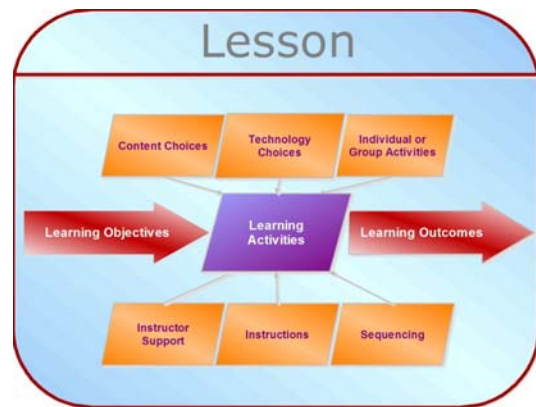 Lesson
Content Choices
Technology
Choices
Individual or
Group Activities
Learning Objectives
Learning
Activities
Learning Outcomes
Instructor
Support
Instructions
Sequencing